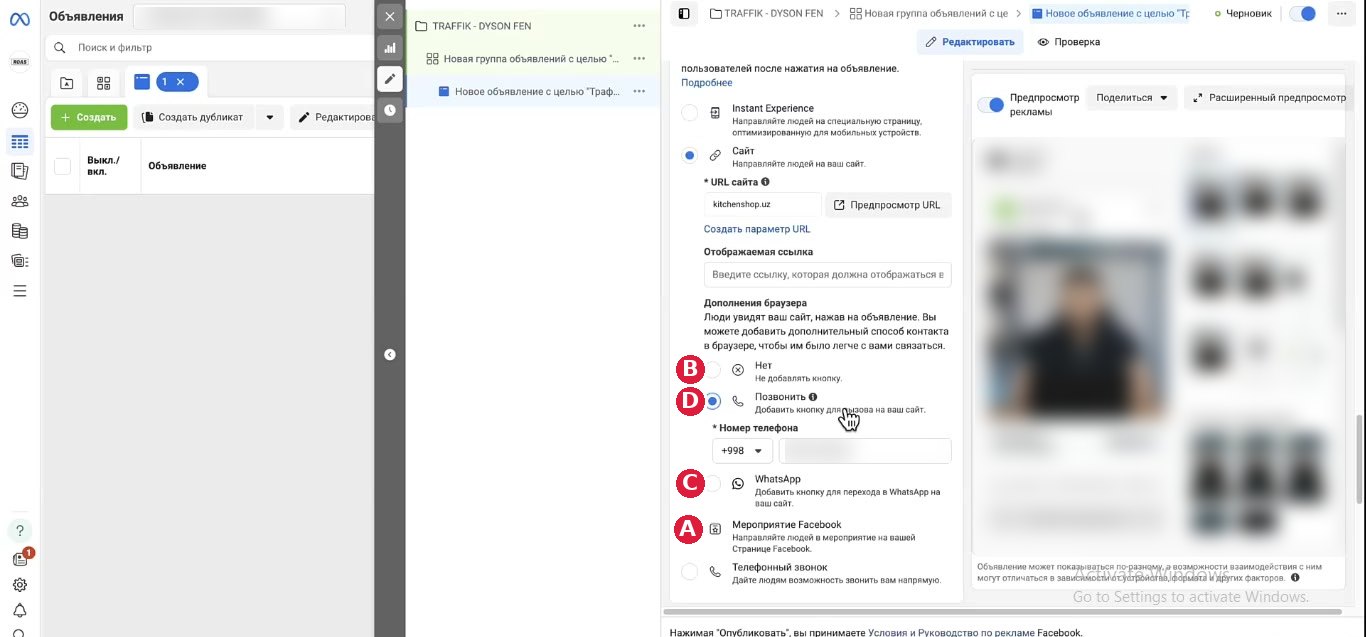 Объявления
Поиск и фильтр
1
Создать
Создать дубликат
Редактирова
Выкл./
вкл.
Объявление
?
1
TRAFFIK - DYSON FEN
Новая группа объявлений с целью "...
Новое объявление с целью "Траф...
TRAFFIK - DYSON FEN
Новая группа объявлений с це
Новое объявление с целью "Тр
Черновик
Редактировать
Проверка
пользователей после нажатия на объявление.
Подробнее
Instant Experience
Направляйте людей на специальную страницу,
оптимизированную для мобильных устройств.
Сайт
Направляйте людей на ваш сайт.
* URL сайта
kitchenshop.uz
Предпросмотр URL
Создать параметр URL
Отображаемая ссылка
Введите ссылку, которая должна отображаться в
Дополнения браузера
Люди увидят ваш сайт, нажав на объявление. Вы
можете добавить дополнительный способ контакта
в браузере, чтобы им было легче с вами связаться.
B
Нет
Не добавлять кнопку.
D
Позвонить
Добавить кнопку для вызова на ваш сайт.
* Номер телефона
+998
C
WhatsApp
Добавить кнопку для перехода в WhatsApp на
ваш сайт.
A
Мероприятие Facebook
Направляйте людей в мероприятие на вашей
Странице Facebook.
Телефонный звонок
Дайте людям возможность звонить вам напрямую.
Предпросмотр
рекламы
Поделиться
Расширенный предпросмотр
Объявление может показываться по-разному, а возможности взаимодействия с ним
могут отличаться в зависимости от устройства, формата и других факторов.
Activate Windows
Go to Settings to activate Windows.
Нажимая "Опубликовать", вы принимаете Условия и Руководство по рекламе Facebook.